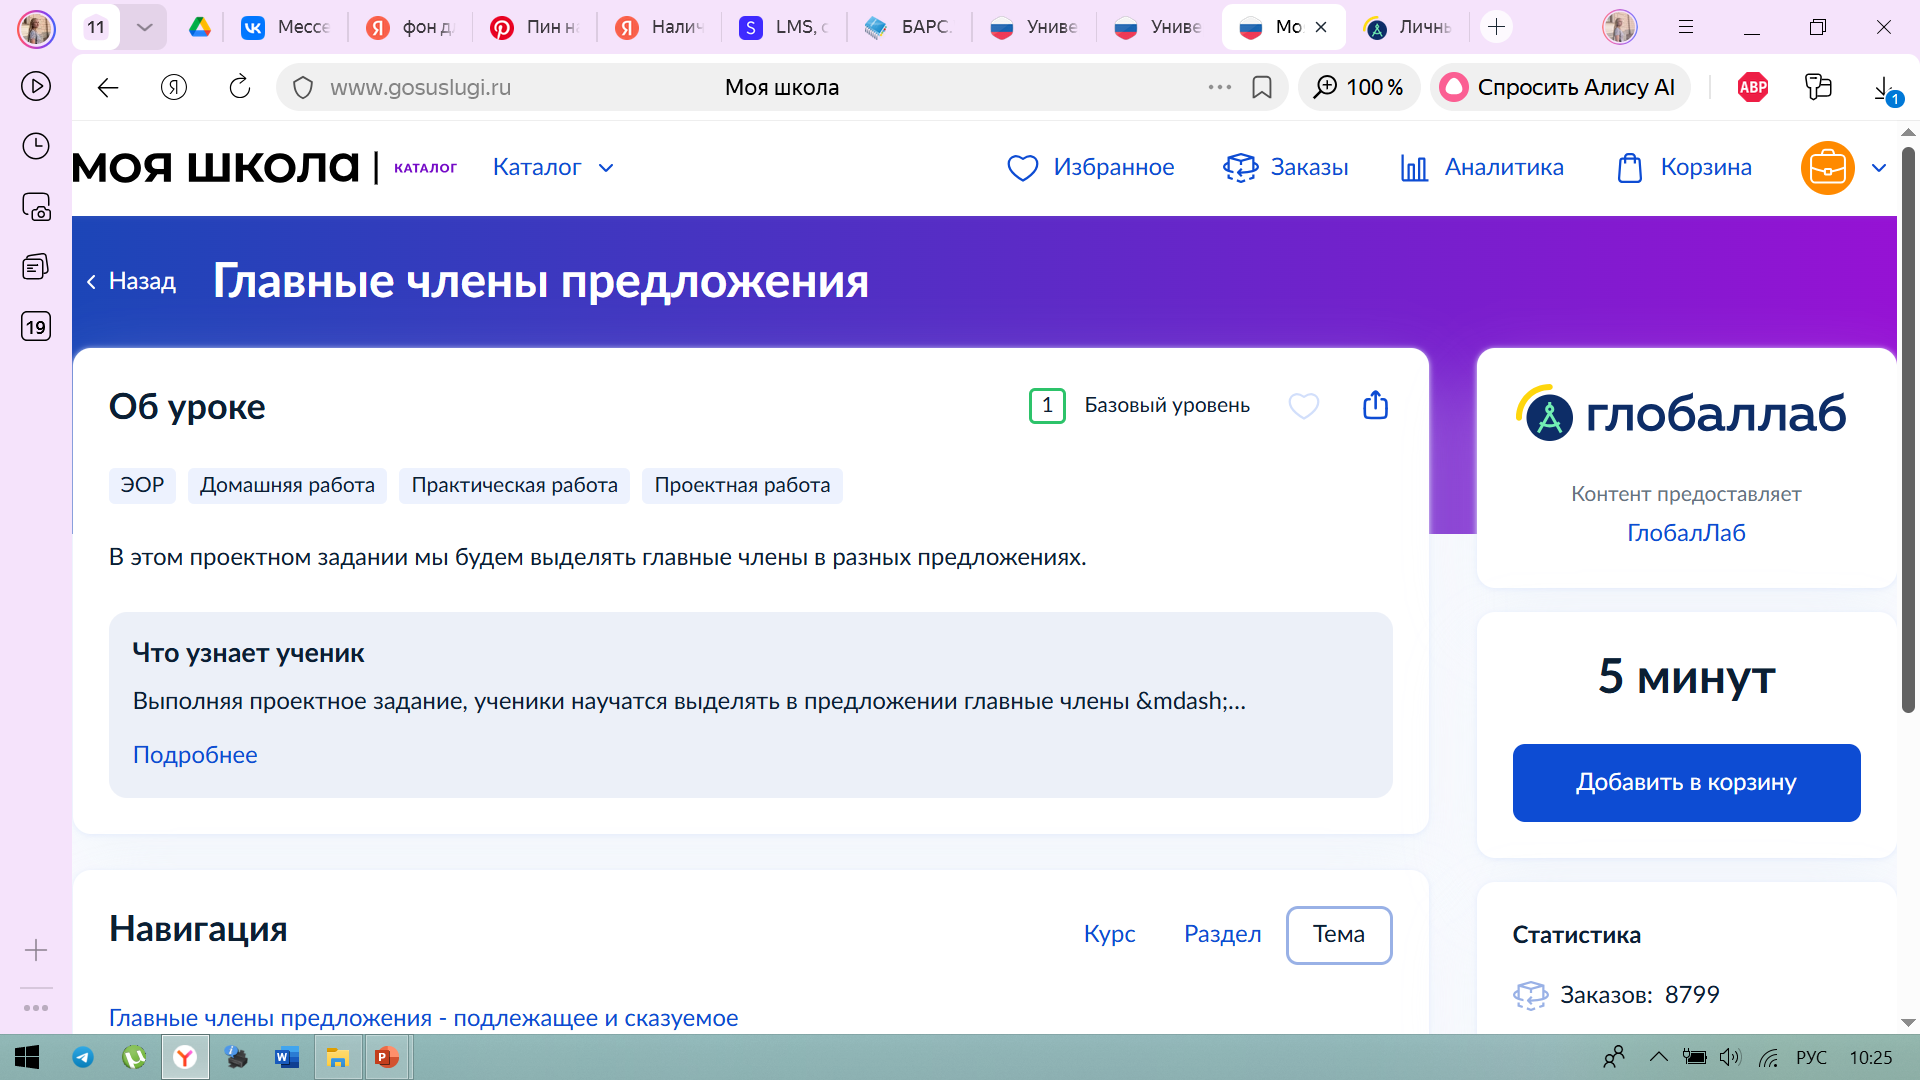 11
Мессе
фон д
Пин н
Налич
LMS, с
БАРС.
Униве
Униве
Мо
Личнь
www.gosuslugi.ru
Моя школа
100 %
Спросить Алису AI
ABP
1
19
МОЯ ШКОЛА | КАТАЛОГ
Каталог
Избранное
Заказы
Аналитика
Корзина
Назад
Главные члены предложения
Об уроке
1 Базовый уровень
ЭОР
Домашняя работа
Практическая работа
Проектная работа
В этом проектном задании мы будем выделять главные члены в разных предложениях.
Что узнает ученик
Выполняя проектное задание, ученики научатся выделять в предложении главные члены &mdash;...
Подробнее
глобаллаб
Контент предоставляет
ГлобалЛаб
5 минут
Добавить в корзину
Навигация
Курс
Раздел
Тема
Главные члены предложения - подлежащее и сказуемое
Статистика
Заказов: 8799
РУС
10:25